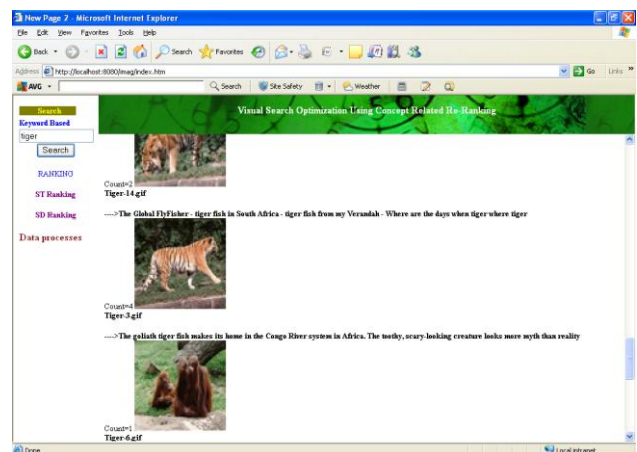 New Page 2 - Microsoft Internet Explorer
File Edit View Favorites Tools Help
Back Search Favorites
Address http://localhost:8080/imag/index.htm Go Links »
AVG Search Site Safety Weather
Search
Visual Search Optimization Using Concept Related Re-Ranking
Keyword Based
tiger
Search
RANKING
ST Ranking
SD Ranking
Data processes
Count=2
Tiger-14.gif
---->The Global FlyFisher - tiger fish in South Africa - tiger fish from my Verandah - Where are the days when tiger where tiger
Count=4
Tiger-3.gif
---->The goliath tiger fish makes its home in the Congo River system in Africa. The toothy, scary-looking creature looks more myth than reality
Count=1
Tiger-6.gif
Done Local intranet